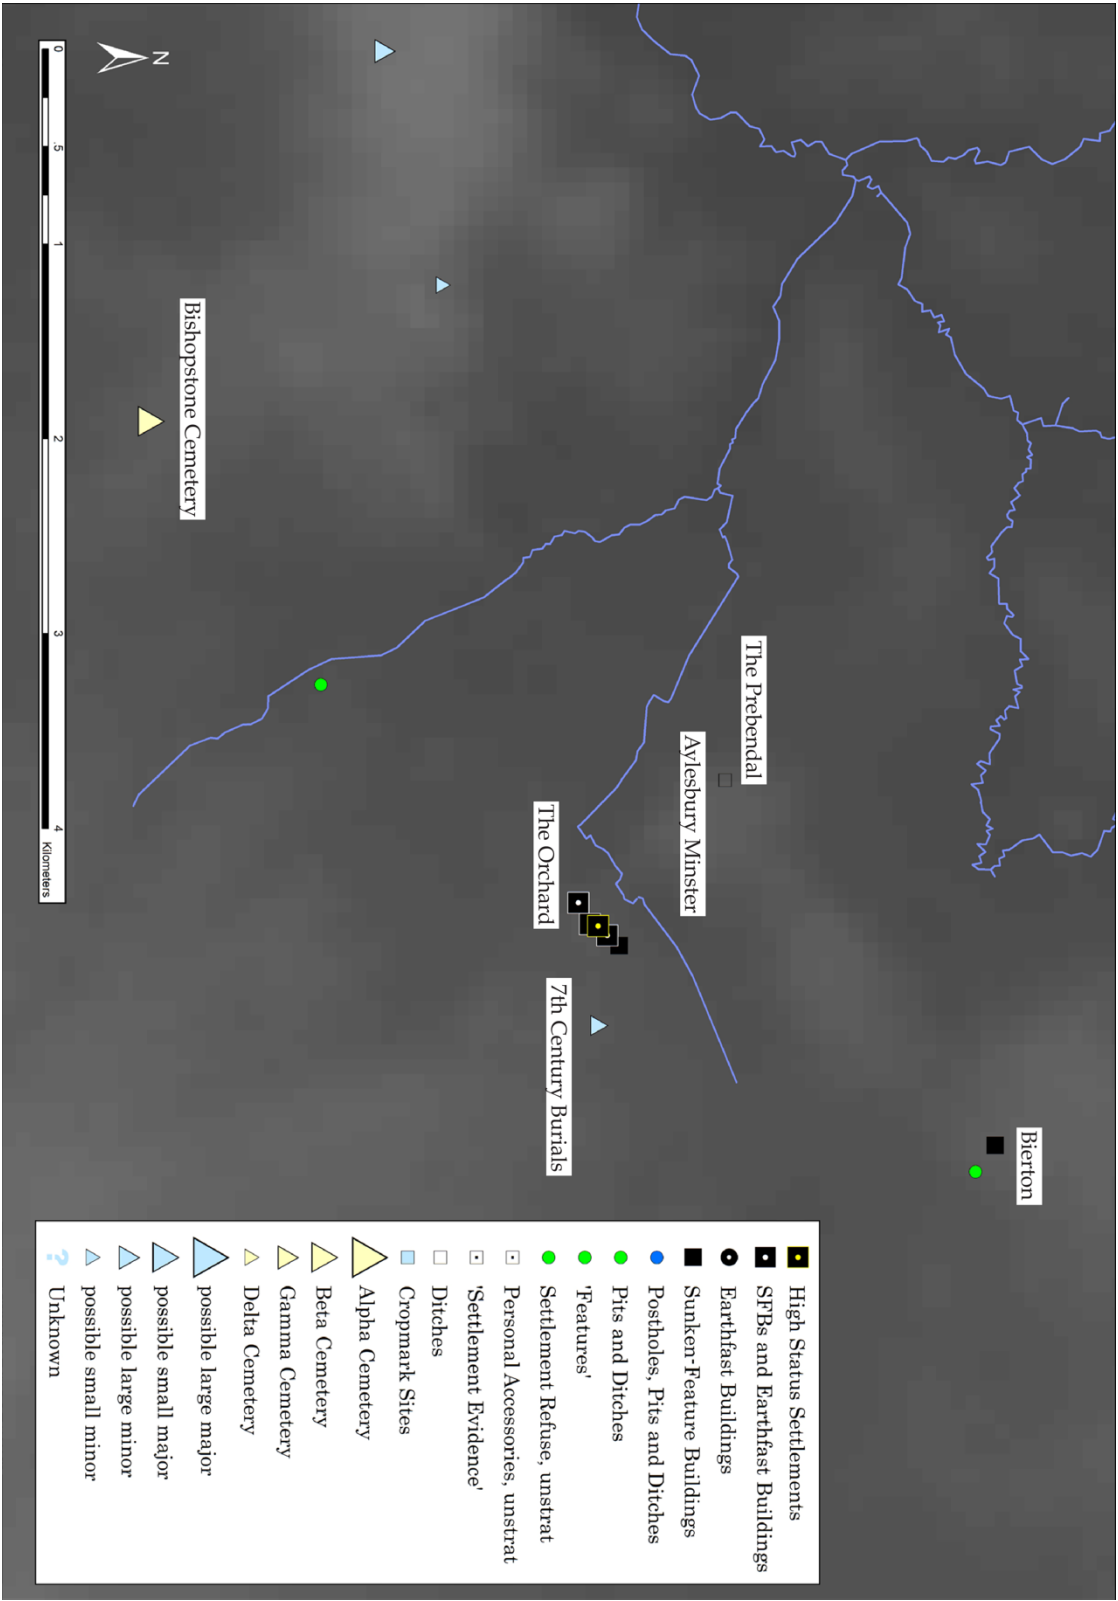 Bierton
The Prebendal
Aylesbury Minster
The Orchard
7th Century Burials
Bishopstone Cemetery
N
0 .5 1 2 3 4
Kilometers
High Status Settlements
SFBs and Earthfast Buildings
Earthfast Buildings
Sunken-Feature Buildings
Postholes, Pits and Ditches
Pits and Ditches
'Features'
Settlement Refuse, unstrat
Personal Accessories, unstrat
'Settlement Evidence'
Ditches
Cropmark Sites
Alpha Cemetery
Beta Cemetery
Gamma Cemetery
Delta Cemetery
possible large major
possible small major
possible large minor
possible small minor
? Unknown